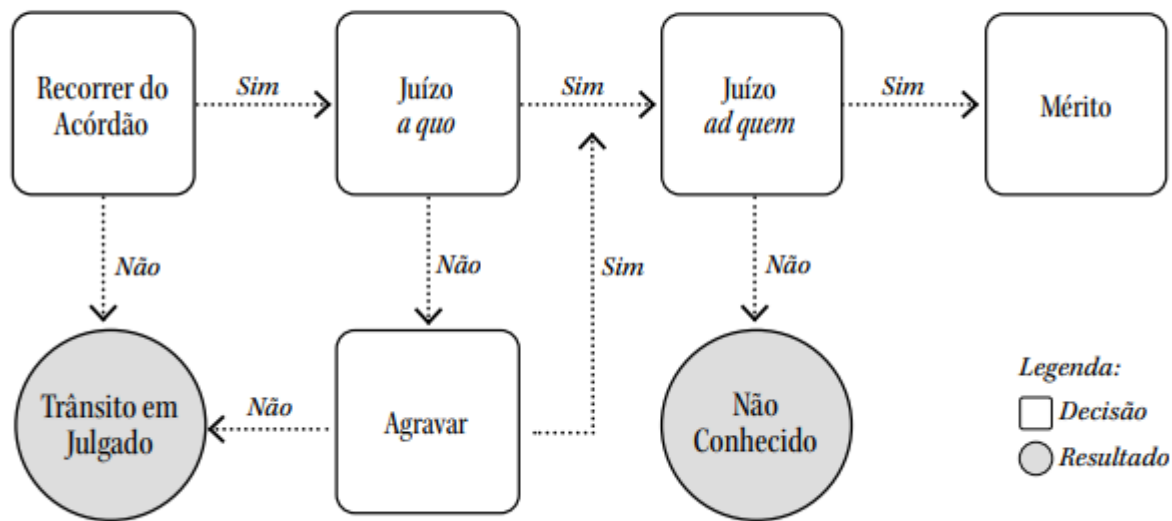 Recorrer do
Acórdão
Sim
Juízo
a quo
Sim
Juízo
ad quem
Sim
Mérito
Não
Não
Sim
Não
Trânsito em
Julgado
Não
Agravar
Não
Conhecido
Legenda:
Decisão
Resultado